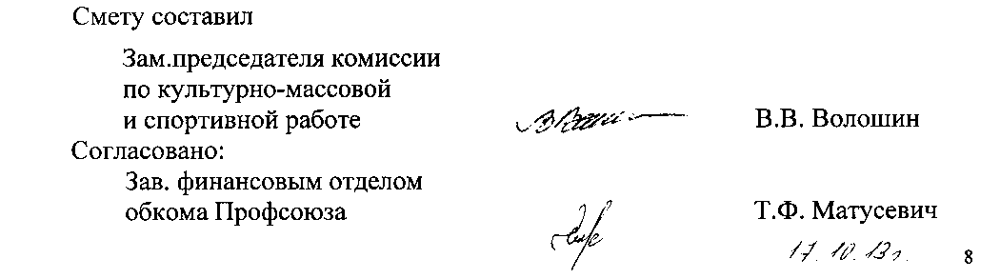 Смету составил
Зам.председателя комиссии
по культурно-массовой
и спортивной работе В.В. Волошин
Согласовано:
Зав. финансовым отделом
обкома Профсоюза Т.Ф. Матусевич
17.10.13г. 8